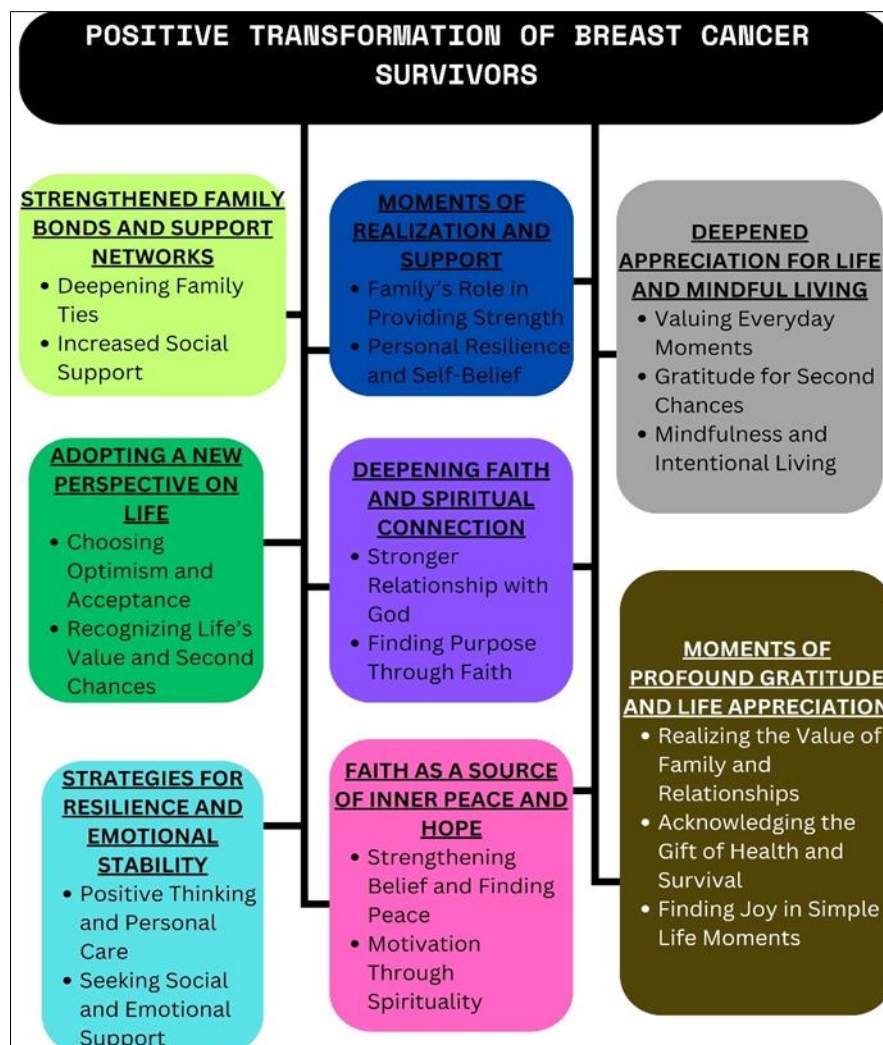 POSITIVE TRANSFORMATION OF BREAST CANCER
SURVIVORS
STRENGTHENED FAMILY
BONDS AND SUPPORT
NETWORKS
• Deepening Family
Ties
• Increased Social
Support
MOMENTS OF
REALIZATION AND
SUPPORT
• Family's Role in
Providing Strength
• Personal Resilience
and Self-Belief
DEEPENED
APPRECIATION FOR LIFE
AND MINDFUL LIVING
• Valuing Everyday
Moments
• Gratitude for Second
Chances
• Mindfulness and
Intentional Living
ADOPTING A NEW
PERSPECTIVE ON
LIFE
• Choosing
Optimism and
Acceptance
• Recognizing Life's
Value and Second
Chances
DEEPENING FAITH
AND SPIRITUAL
CONNECTION
• Stronger
Relationship with
God
• Finding Purpose
Through Faith
MOMENTS OF
PROFOUND GRATITUDE
AND LIFE APPRECIATION
• Realizing the Value of
Family and
Relationships
• Acknowledging the
Gift of Health and
Survival
• Finding Joy in Simple
Life Moments
STRATEGIES FOR
RESILIENCE AND
EMOTIONAL
STABILITY
• Positive Thinking
and Personal
Care
• Seeking Social
and Emotional
Support
FAITH AS A SOURCE
OF INNER PEACE AND
HOPE
• Strengthening
Belief and Finding
Peace
• Motivation
Through
Spirituality